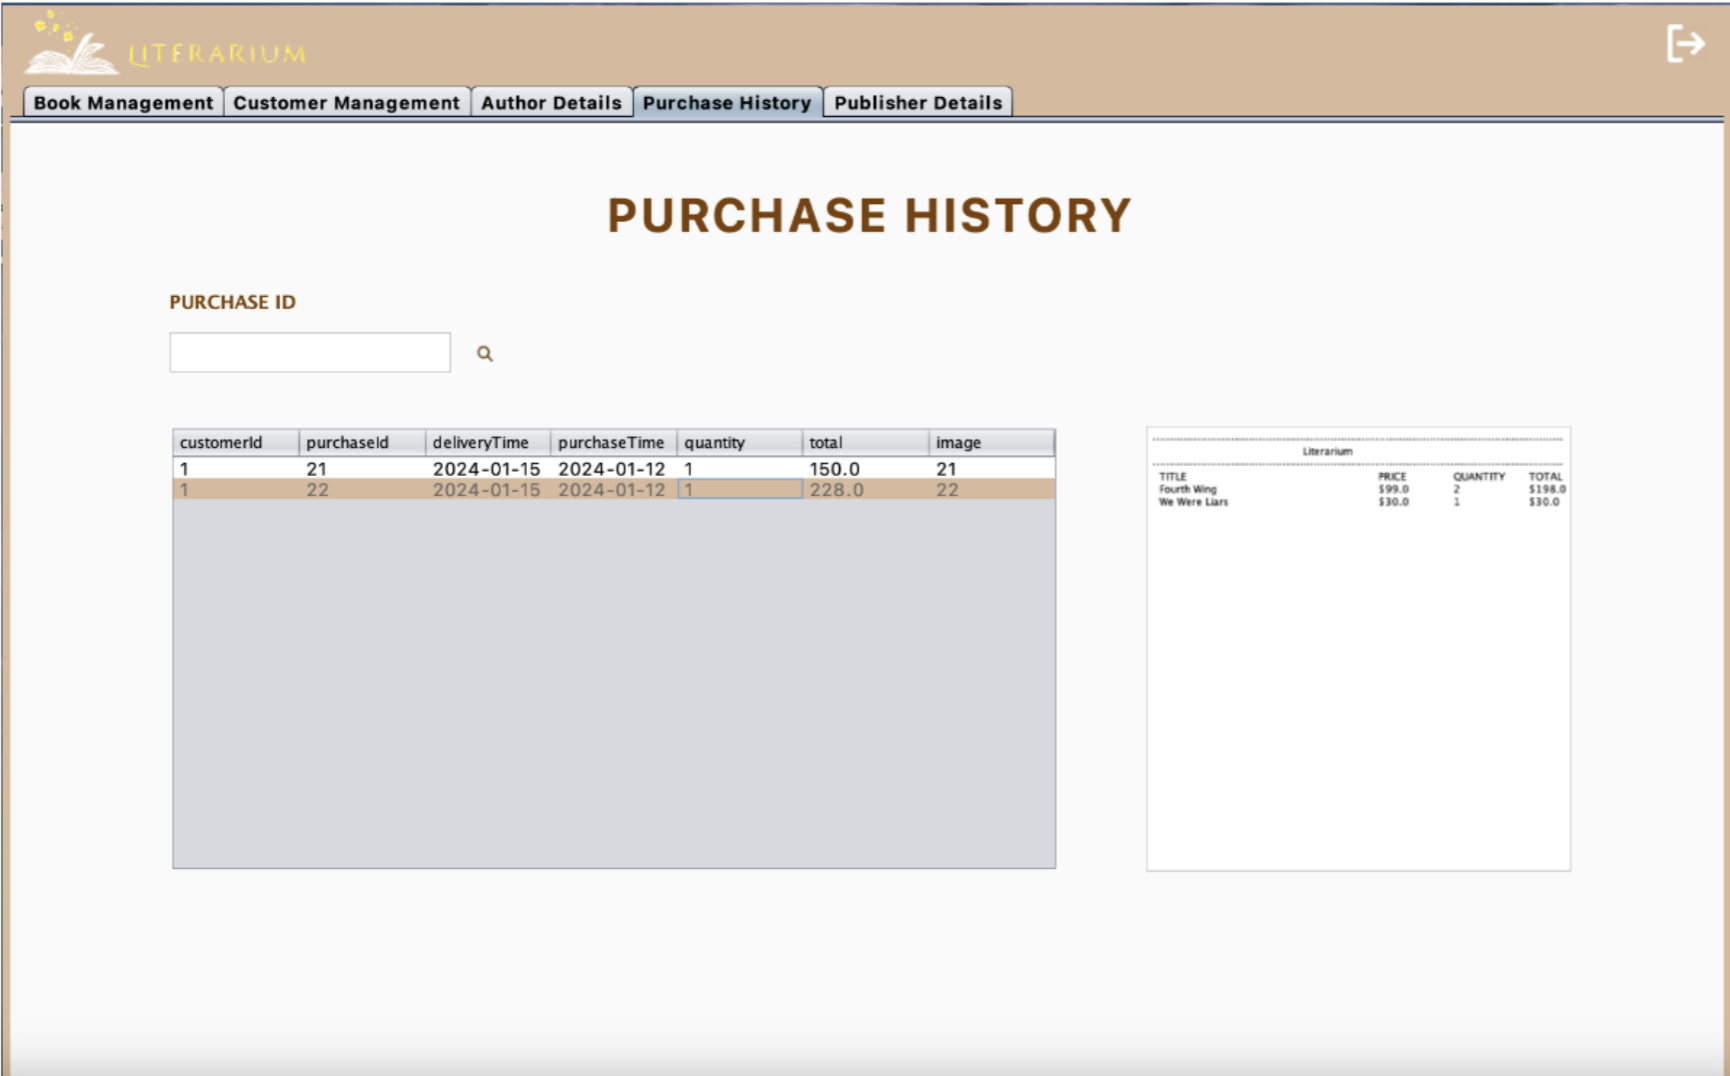 LITERARIUM
Book Management Customer Management Author Details Purchase History Publisher Details
PURCHASE HISTORY
PURCHASE ID
customerId purchaseId deliveryTime purchaseTime quantity total image
1 21 2024-01-15 2024-01-12 1 150.0 21
1 22 2024-01-15 2024-01-12 1 228.0 22
Literarium
TITLE PRICE QUANTITY TOTAL
Fourth Wing $99.0 2 $198.0
We Were Liars $30.0 1 $30.0